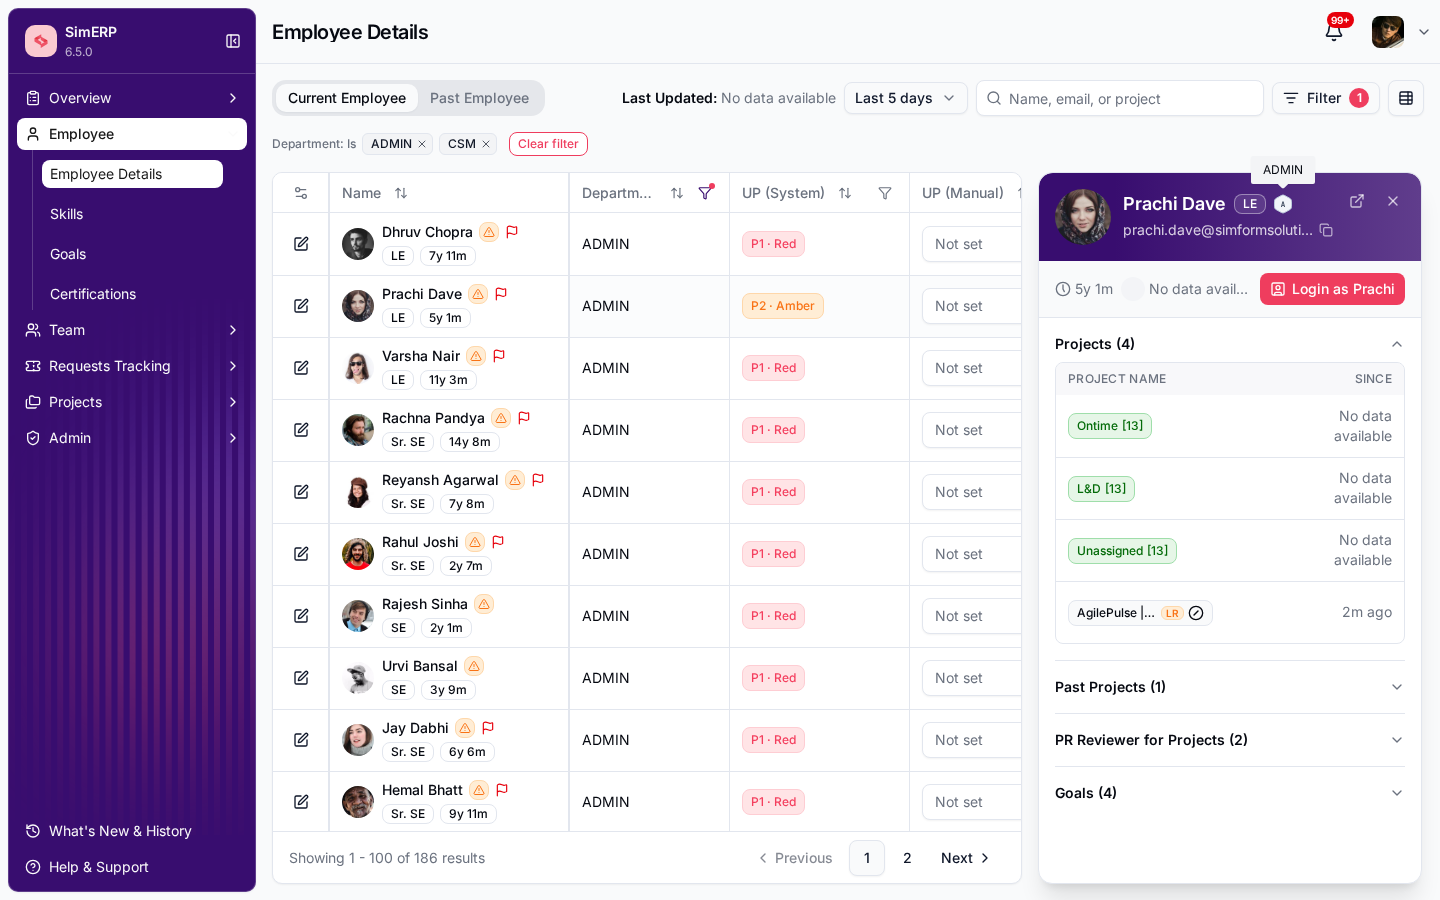 SimERP
6.5.0
Overview
Employee
Employee Details
Skills
Goals
Certifications
Team
Requests Tracking
Projects
Admin
What's New & History
Help & Support
Employee Details
99+
Current Employee
Past Employee
Last Updated: No data available
Last 5 days
Name, email, or project
Filter 1
Department: Is ADMIN CSM Clear filter
Name Departm... UP (System) UP (Manual)
Dhruv Chopra
LE 7y 11m
ADMIN P1 · Red Not set
Prachi Dave
LE 5y 1m
ADMIN P2 · Amber Not set
Varsha Nair
LE 11y 3m
ADMIN P1 · Red Not set
Rachna Pandya
Sr. SE 14y 8m
ADMIN P1 · Red Not set
Reyansh Agarwal
Sr. SE 7y 8m
ADMIN P1 · Red Not set
Rahul Joshi
Sr. SE 2y 7m
ADMIN P1 · Red Not set
Rajesh Sinha
SE 2y 1m
ADMIN P1 · Red Not set
Urvi Bansal
SE 3y 9m
ADMIN P1 · Red Not set
Jay Dabhi
Sr. SE 6y 6m
ADMIN P1 · Red Not set
Hemal Bhatt
Sr. SE 9y 11m
ADMIN P1 · Red Not set
Showing 1 - 100 of 186 results
Previous 1 2 Next
ADMIN
Prachi Dave LE A
prachi.dave@simformsoluti...
5y 1m No data avail... Login as Prachi
Projects (4)
PROJECT NAME SINCE
Ontime [13] No data
available
L&D [13] No data
available
Unassigned [13] No data
available
AgilePulse |... LR 2m ago
Past Projects (1)
PR Reviewer for Projects (2)
Goals (4)